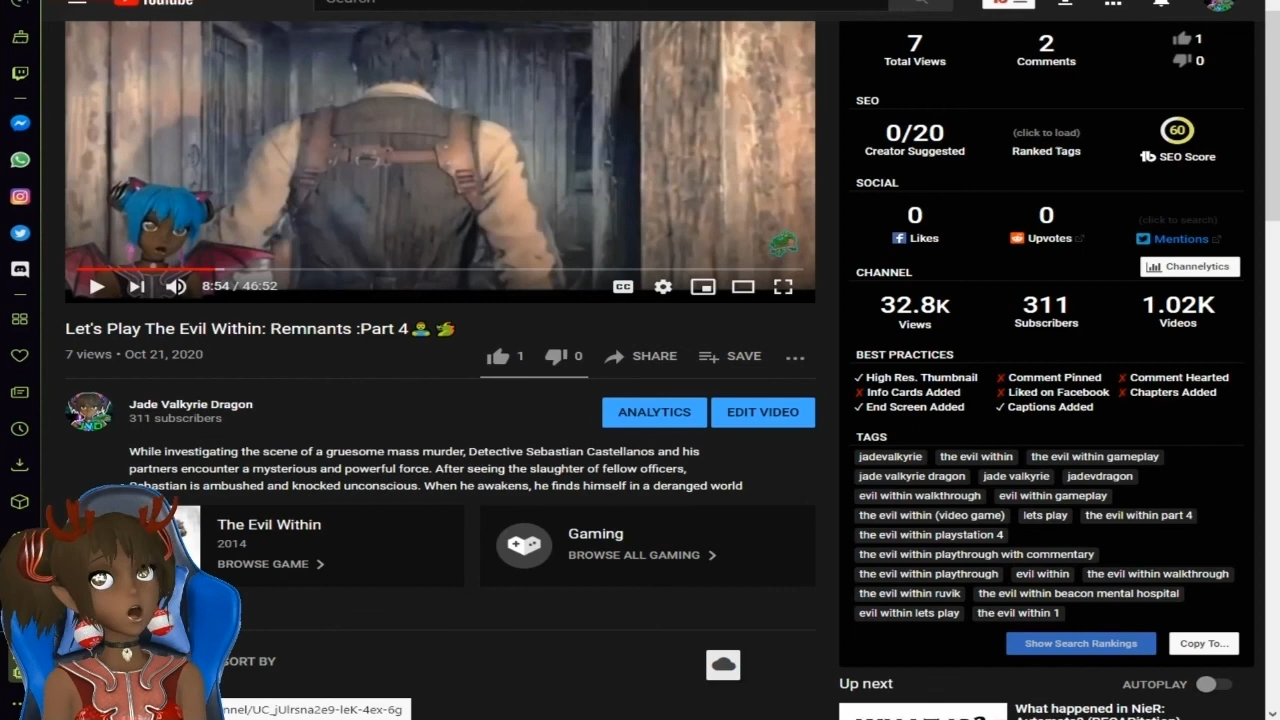 YouTube
Search
8:54 / 46:52
CC
Let's Play The Evil Within: Remnants :Part 4
7 views • Oct 21, 2020
1
0
SHARE
SAVE
Jade Valkyrie Dragon
311 subscribers
ANALYTICS
EDIT VIDEO
While investigating the scene of a gruesome mass murder, Detective Sebastian Castellanos and his
partners encounter a mysterious and powerful force. After seeing the slaughter of fellow officers,
Sebastian is ambushed and knocked unconscious. When he awakens, he finds himself in a deranged world
The Evil Within
2014
BROWSE GAME
Gaming
BROWSE ALL GAMING
SORT BY
nnel/UC_jUlrsna2e9-leK-4ex-6g
7
Total Views
2
Comments
1
0
SEO
0/20
Creator Suggested
(click to load)
Ranked Tags
60
tb SEO Score
SOCIAL
0
Likes
0
Upvotes
(click to search)
Mentions
CHANNEL
Channelytics
32.8K
Views
311
Subscribers
1.02K
Videos
BEST PRACTICES
✓ High Res. Thumbnail ✗ Comment Pinned ✗ Comment Hearted
✗ Info Cards Added ✗ Liked on Facebook ✗ Chapters Added
✓ End Screen Added ✓ Captions Added
TAGS
jadevalkyrie the evil within the evil within gameplay
jade valkyrie dragon jade valkyrie jadevdragon
evil within walkthrough evil within gameplay
the evil within (video game) lets play the evil within part 4
the evil within playstation 4
the evil within playthrough with commentary
the evil within playthrough evil within the evil within walkthrough
the evil within ruvik the evil within beacon mental hospital
evil within lets play the evil within 1
Show Search Rankings
Copy To...
Up next
AUTOPLAY
What happened in NieR: